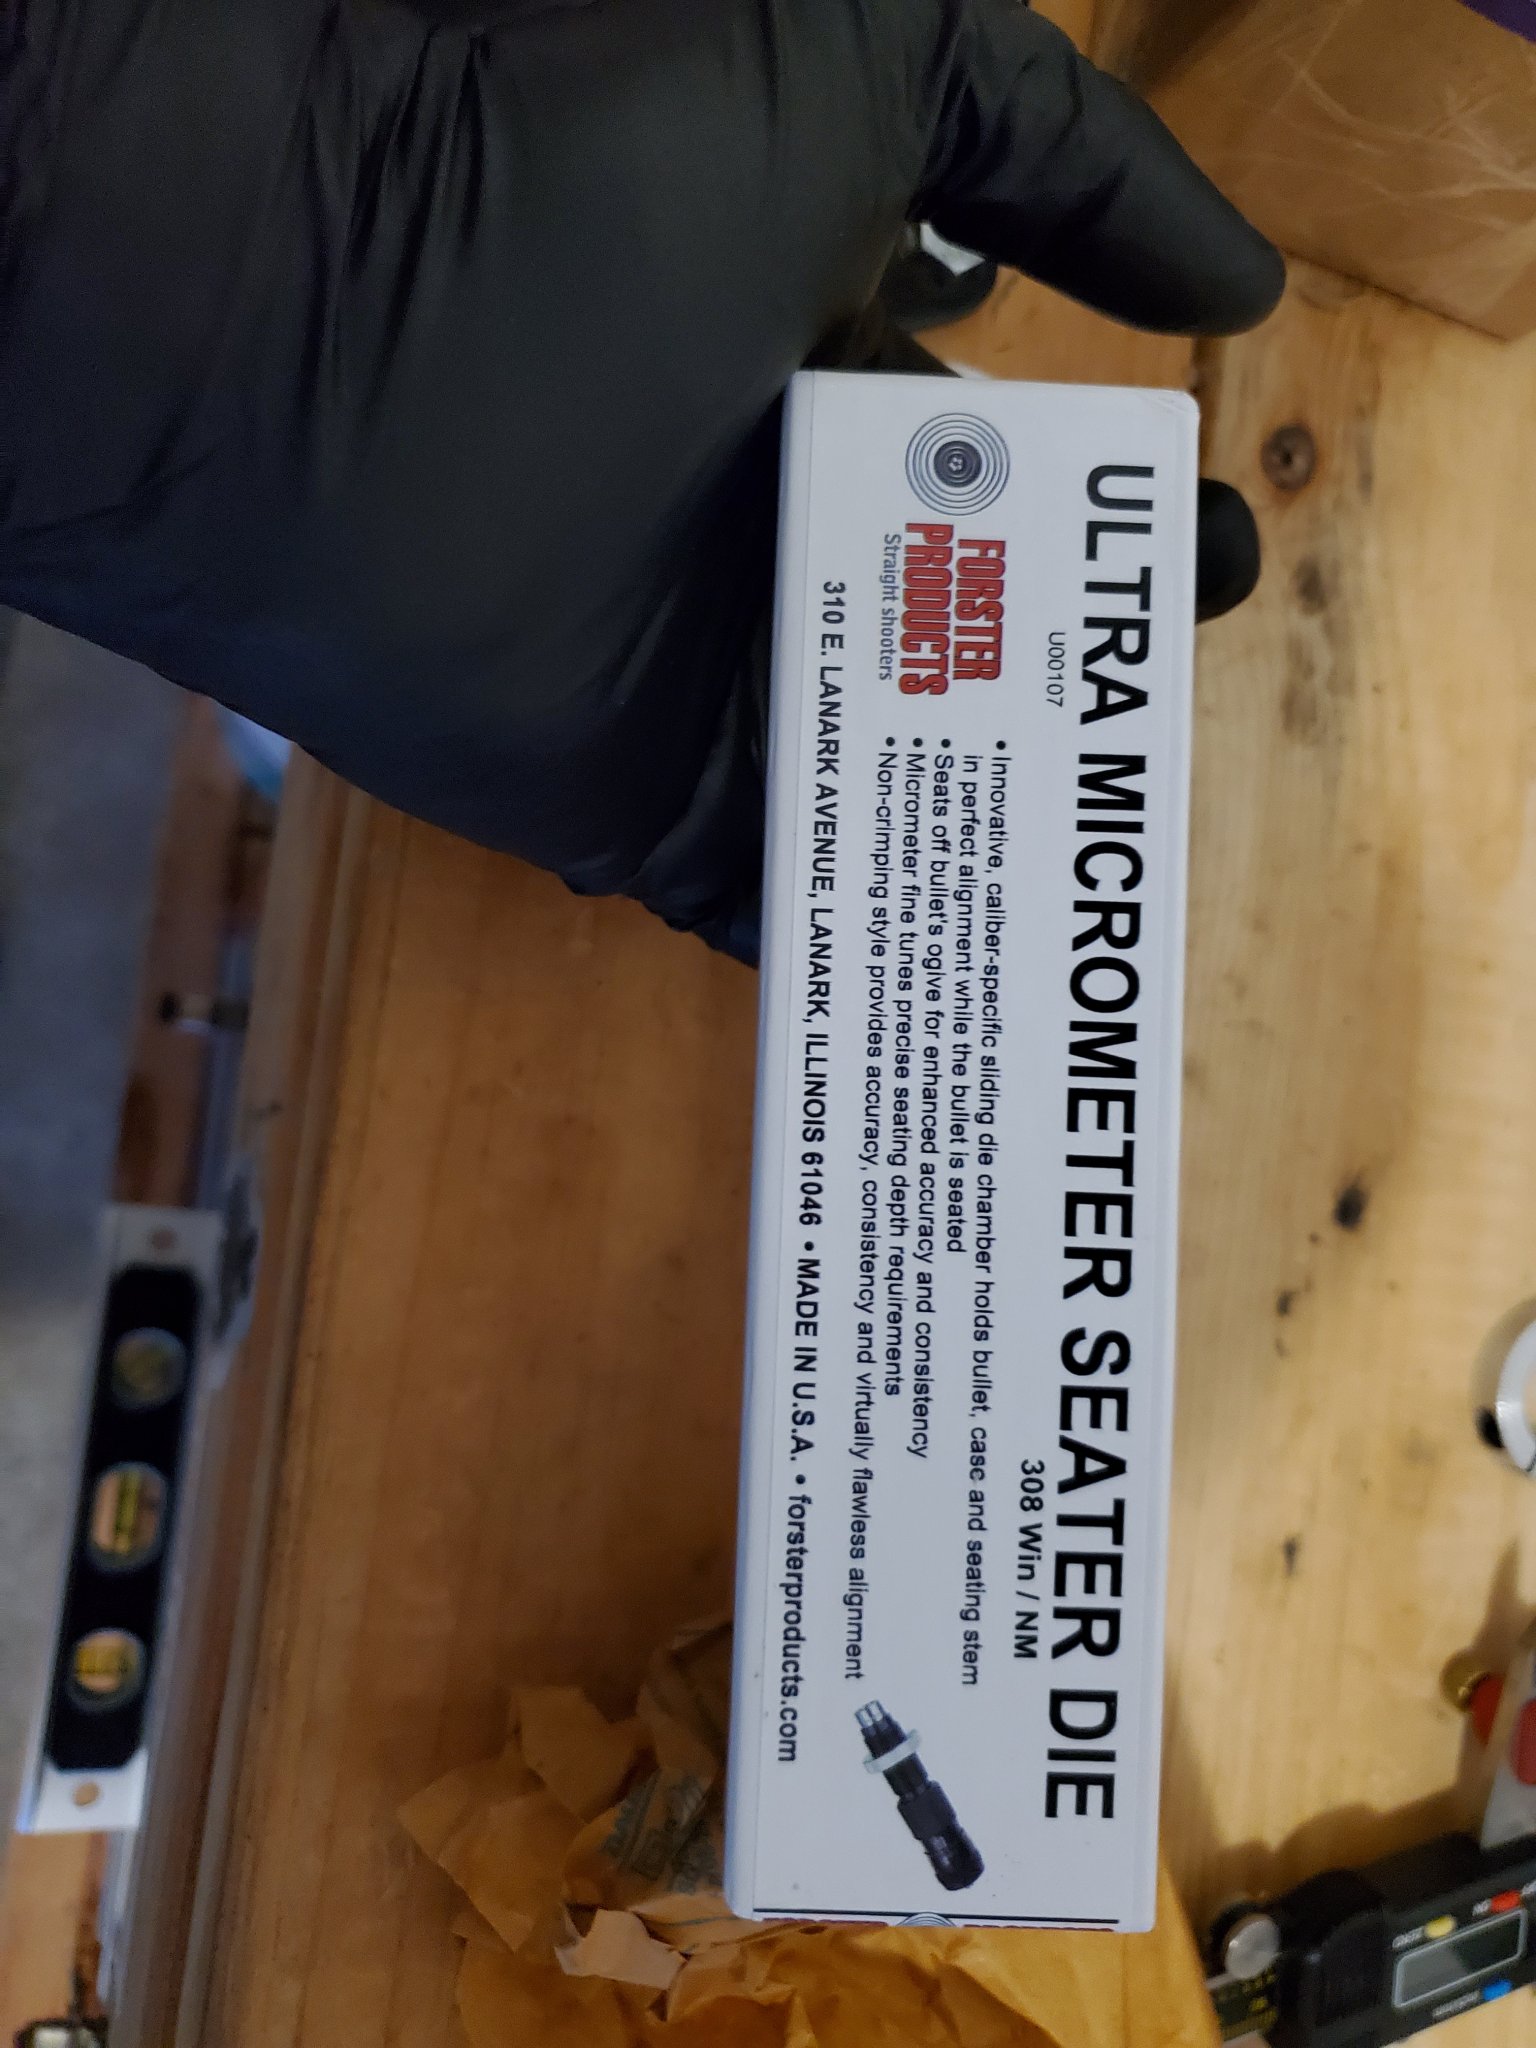 ULTRA MICROMETER SEATER DIE
U00107
308 Win / NM
FORSTER
PRODUCTS
Straight shooters
• Innovative, caliber-specific sliding die chamber holds bullet, case and seating stem
in perfect alignment while the bullet is seated
• Seats off bullet's ogive for enhanced accuracy and consistency
• Micrometer fine tunes precise seating depth requirements
• Non-crimping style provides accuracy, consistency and virtually flawless alignment
310 E. LANARK AVENUE, LANARK, ILLINOIS 61046 • MADE IN U.S.A. • forsterproducts.com